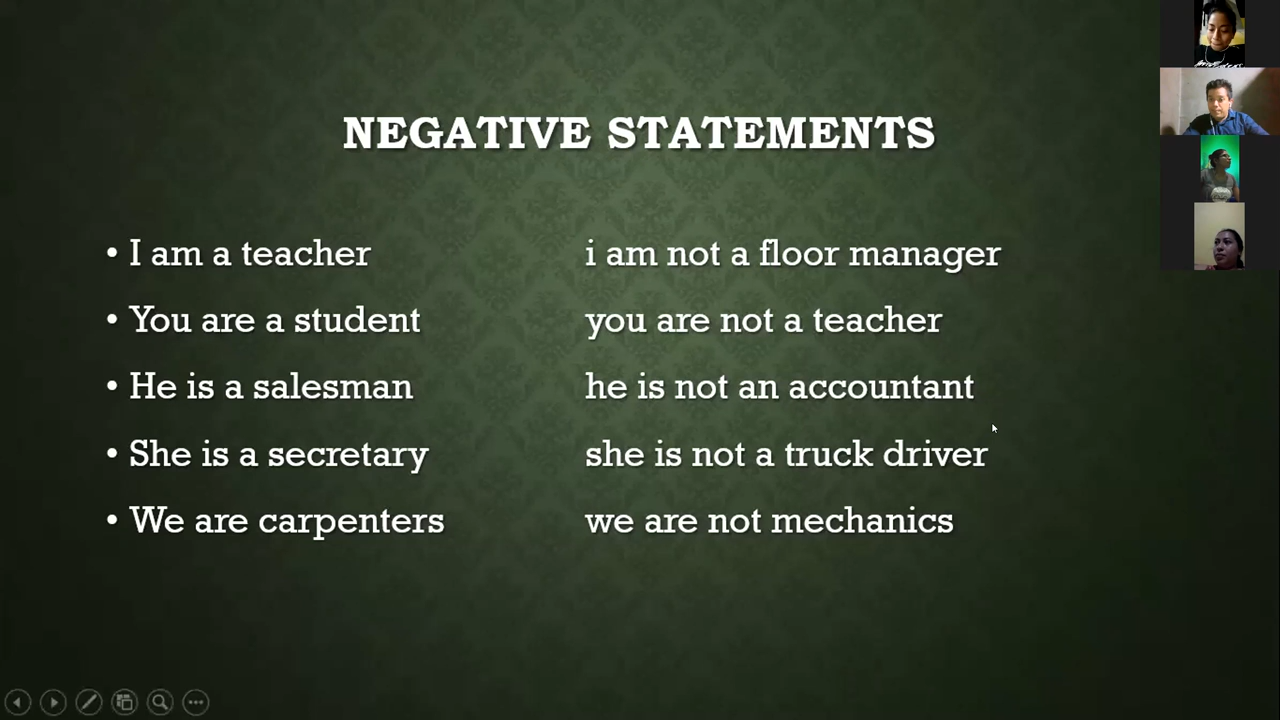 NEGATIVE STATEMENTS
• I am a teacher i am not a floor manager
• You are a student you are not a teacher
• He is a salesman he is not an accountant
• She is a secretary she is not a truck driver
• We are carpenters we are not mechanics